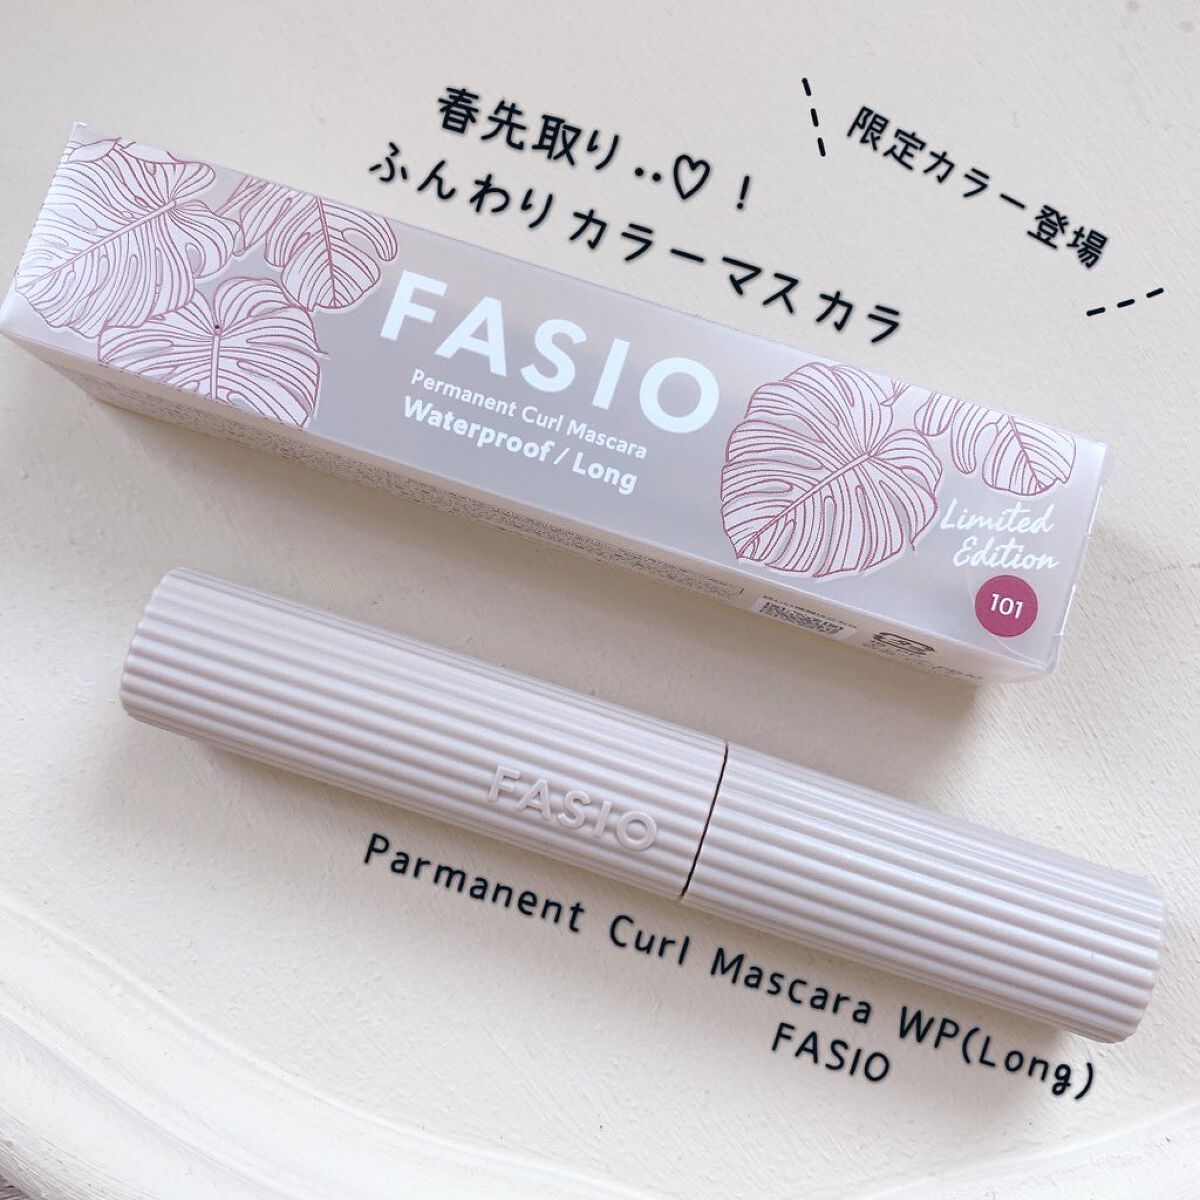 春先取り..♡！
ふんわりカラーマスカラ
限定カラー登場
FASIO
Permanent Curl Mascara
Waterproof / Long
Limited
Edition
101
FASIO
Parmanent Curl Mascara WP(Long)
FASIO